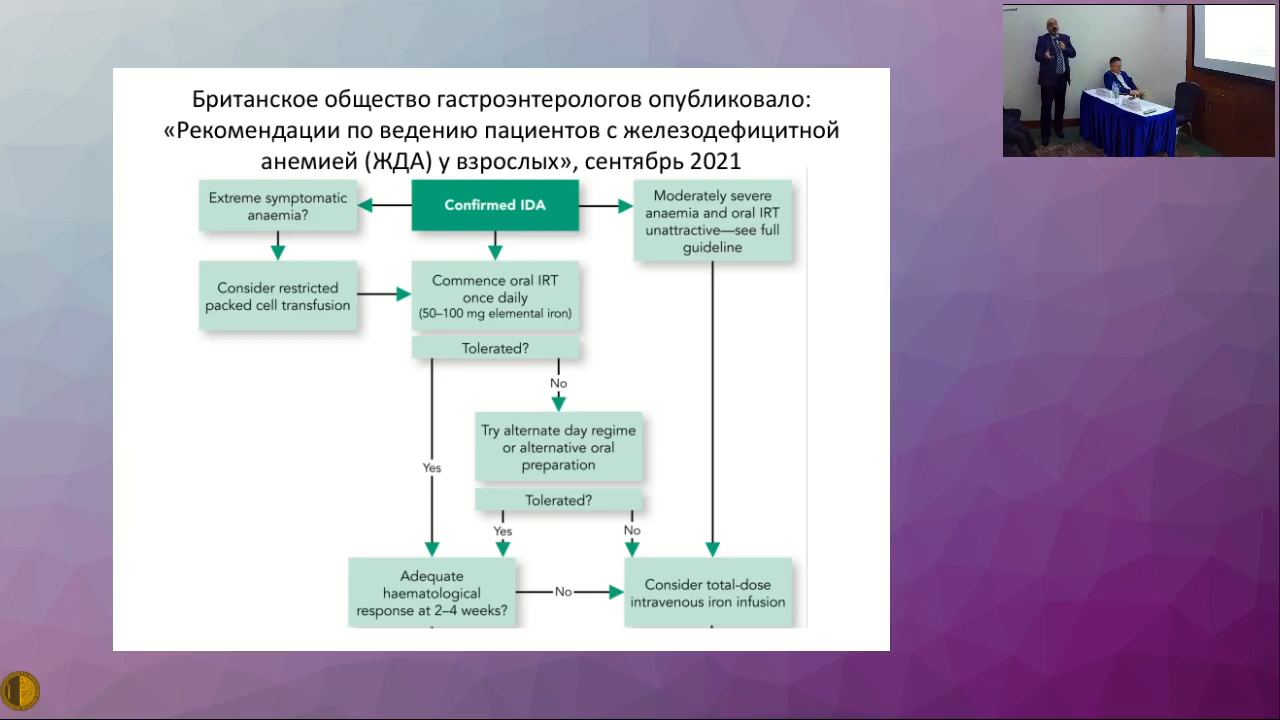 Британское общество гастроэнтерологов опубликовало:
«Рекомендации по ведению пациентов с железодефицитной
анемией (ЖДА) у взрослых», сентябрь 2021
Extreme symptomatic
anaemia?
Confirmed IDA
Moderately severe
anaemia and oral IRT
unattractive—see full
guideline
Consider restricted
packed cell transfusion
Commence oral IRT
once daily
(50–100 mg elemental iron)
Tolerated?
No
Try alternate day regime
or alternative oral
preparation
Yes
Tolerated?
Yes
No
Adequate
haematological
response at 2–4 weeks?
No
Consider total-dose
intravenous iron infusion